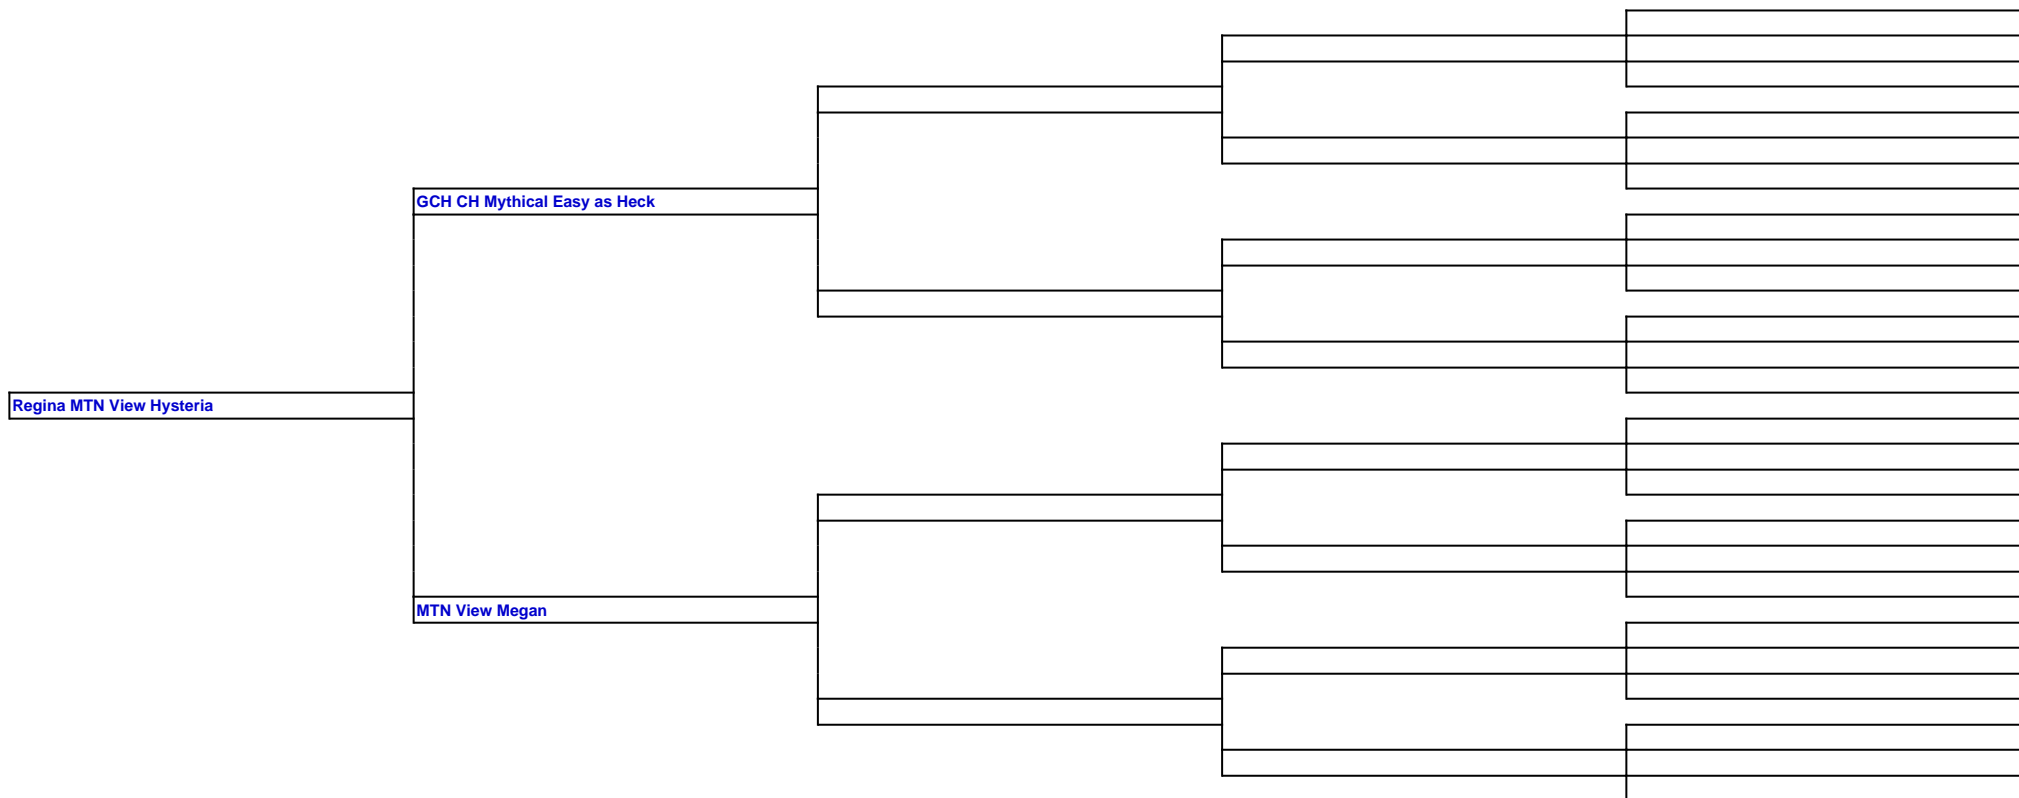 GCH CH Mythical Easy as Heck
Regina MTN View Hysteria
MTN View Megan